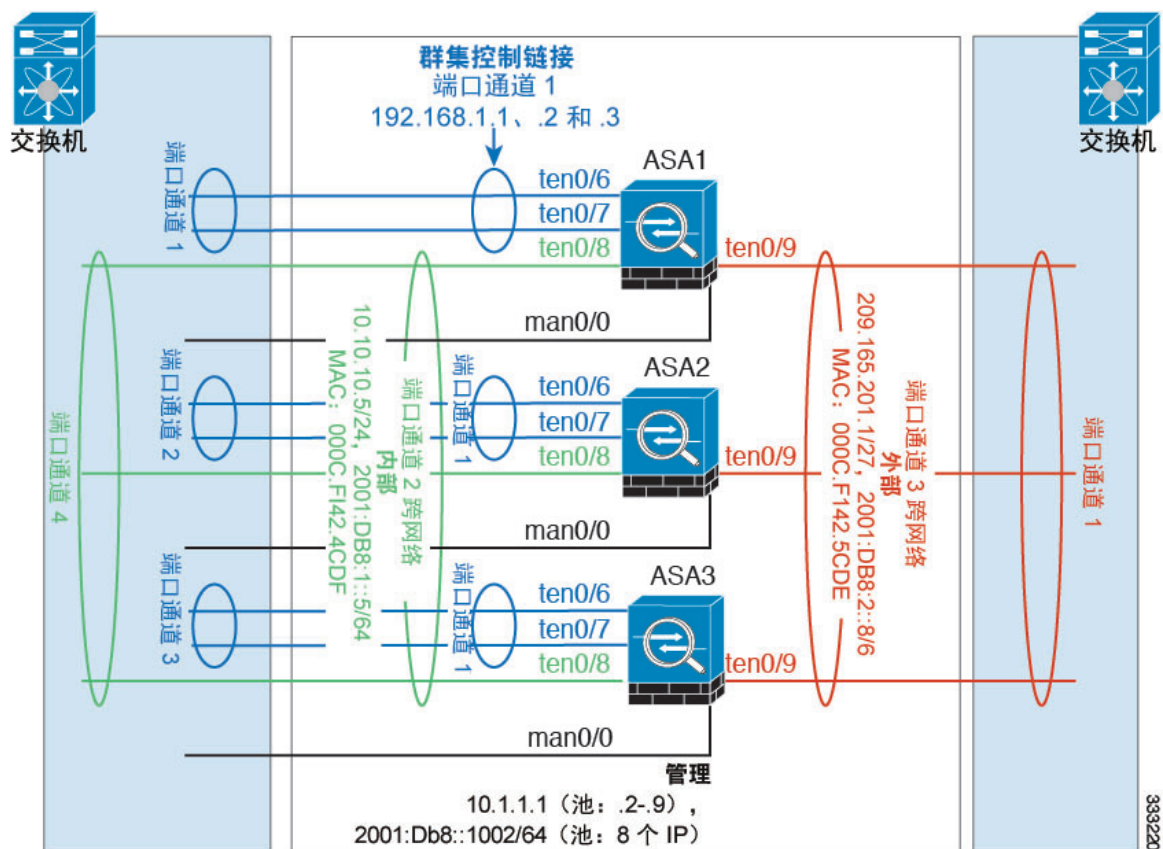 交换机
群集控制链接
端口通道 1
192.168.1.1、.2 和 .3
交换机
端口通道 1
ASA1
ten0/6
ten0/7
ten0/8
ten0/9
man0/0
端口通道 2
端口通道 1
ASA2
ten0/6
ten0/7
ten0/8
ten0/9
man0/0
端口通道 3
端口通道 1
ASA3
ten0/6
ten0/7
ten0/8
ten0/9
man0/0
端口通道 4
端口通道 2 跨网络
内部
10.10.10.5/24，2001:DB8:1::5/64
MAC：000C.FI42.4CDF
端口通道 3 跨网络
外部
209.165.201.1/27，2001:DB8:2::8/6
MAC：000C.F142.5CDE
端口通道 1
管理
10.1.1.1（池：.2-.9），
2001:Db8::1002/64（池：8 个 IP）
333220